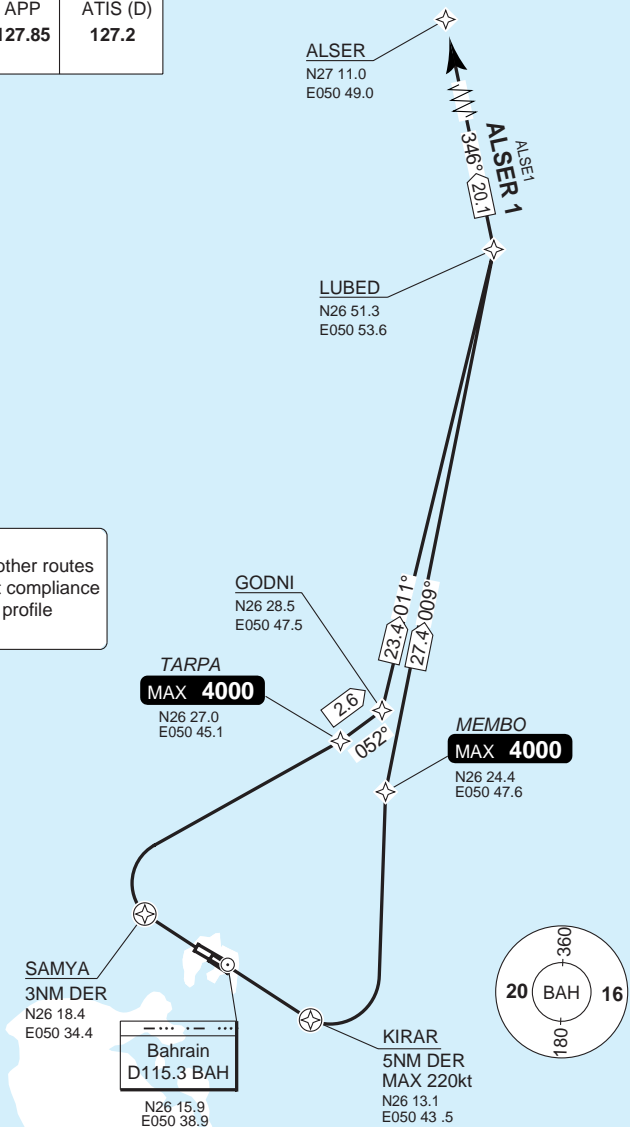 APP
127.85
ATIS (D)
127.2
ALSER
N27 11.0
E050 49.0
ALSE1
ALSER 1
346°
20.1
LUBED
N26 51.3
E050 53.6
other routes
compliance
profile
GODNI
N26 28.5
E050 47.5
23.4
011°
27.4
009°
TARPA
MAX 4000
N26 27.0
E050 45.1
2.6
052°
MEMBO
MAX 4000
N26 24.4
E050 47.6
SAMYA
3NM DER
N26 18.4
E050 34.4
Bahrain
D115.3 BAH
N26 15.9
E050 38.9
KIRAR
5NM DER
MAX 220kt
N26 13.1
E050 43 .5
360
20 BAH 16
180